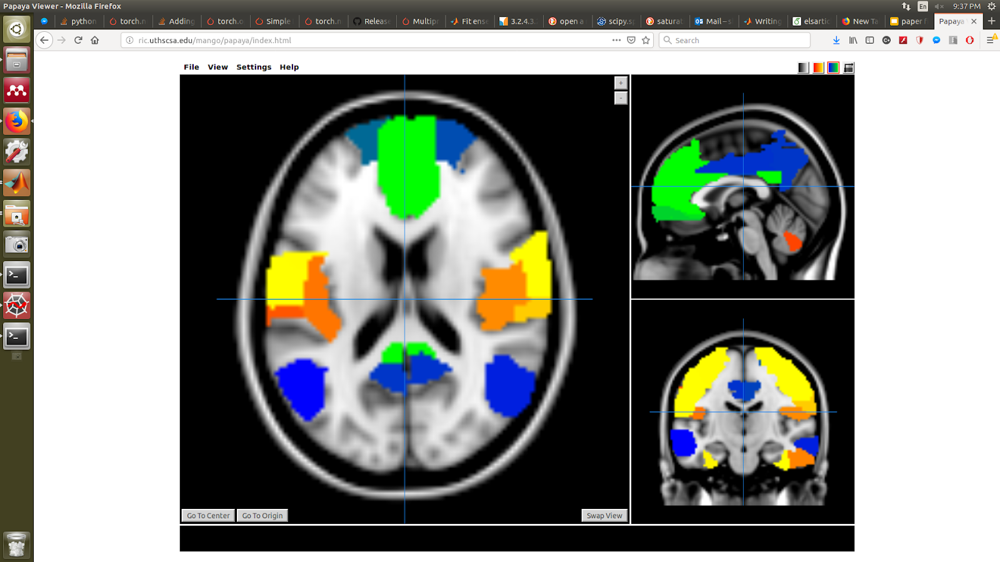 Papaya Viewer - Mozilla Firefox
En
9:37 PM
python
torch.n
Adding
torch.o
Simple
torch.n
Release
Multipr
Fit ense
3.2.4.3.
open a
scipy.sp
saturat
Mail – s
Writing
elsartic
New Ta
paper f
Papaya
ric.uthscsa.edu/mango/papaya/index.html
Search
File View Settings Help
+
-
Go To Center
Go To Origin
Swap View